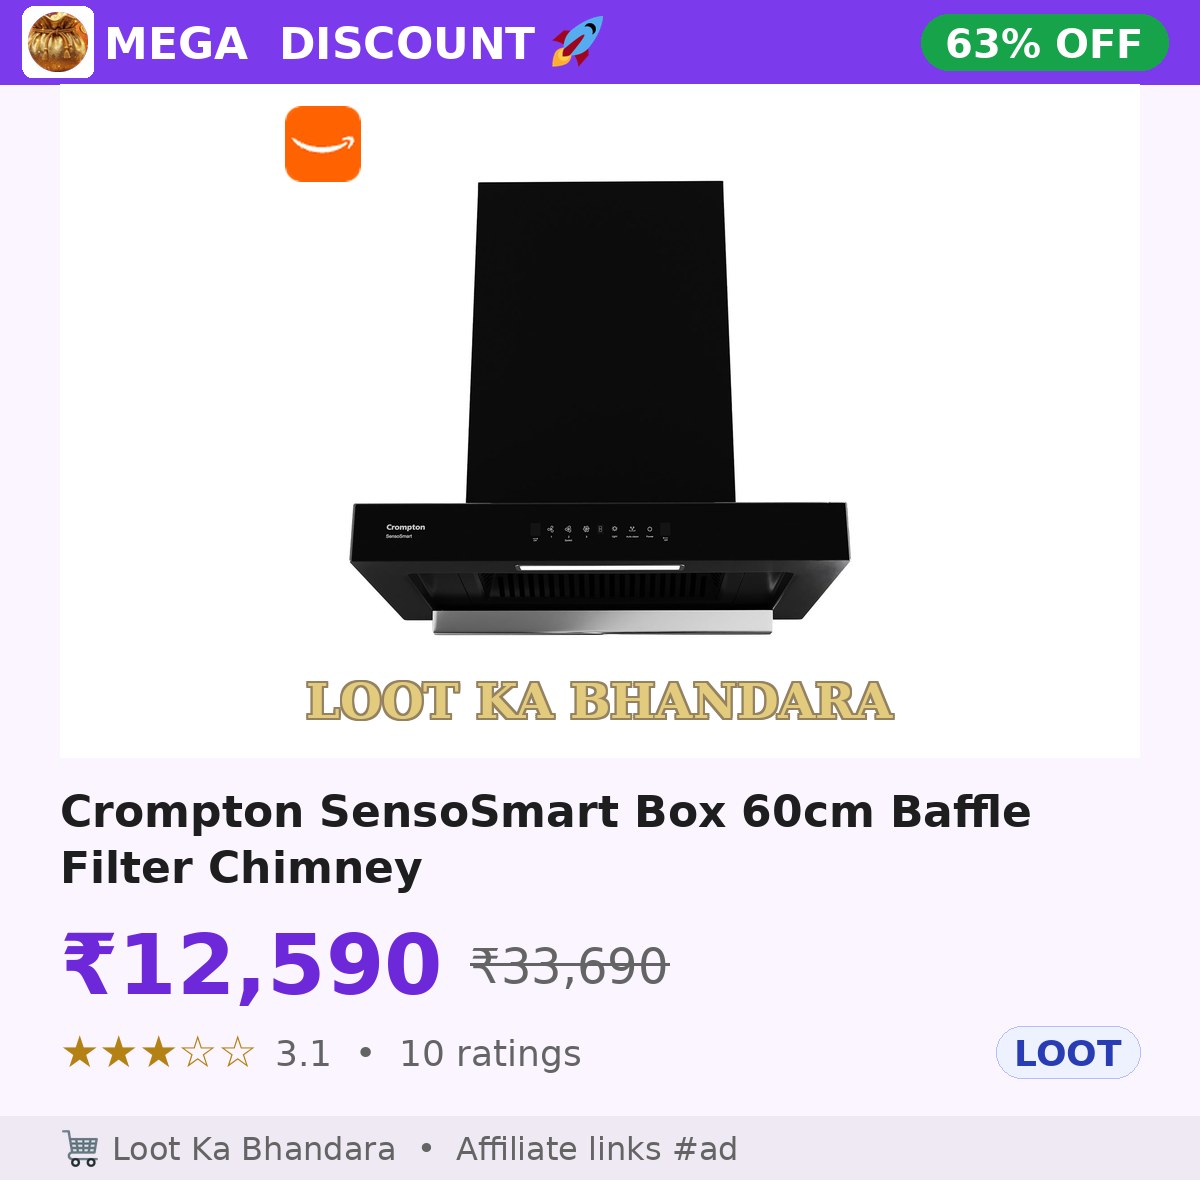 MEGA DISCOUNT 🚀
63% OFF
Crompton
SensoSmart
LOOT KA BHANDARA
Crompton SensoSmart Box 60cm Baffle
Filter Chimney
₹12,590 ₹33,690
★★★☆☆ 3.1 • 10 ratings
LOOT
🛒 Loot Ka Bhandara • Affiliate links #ad